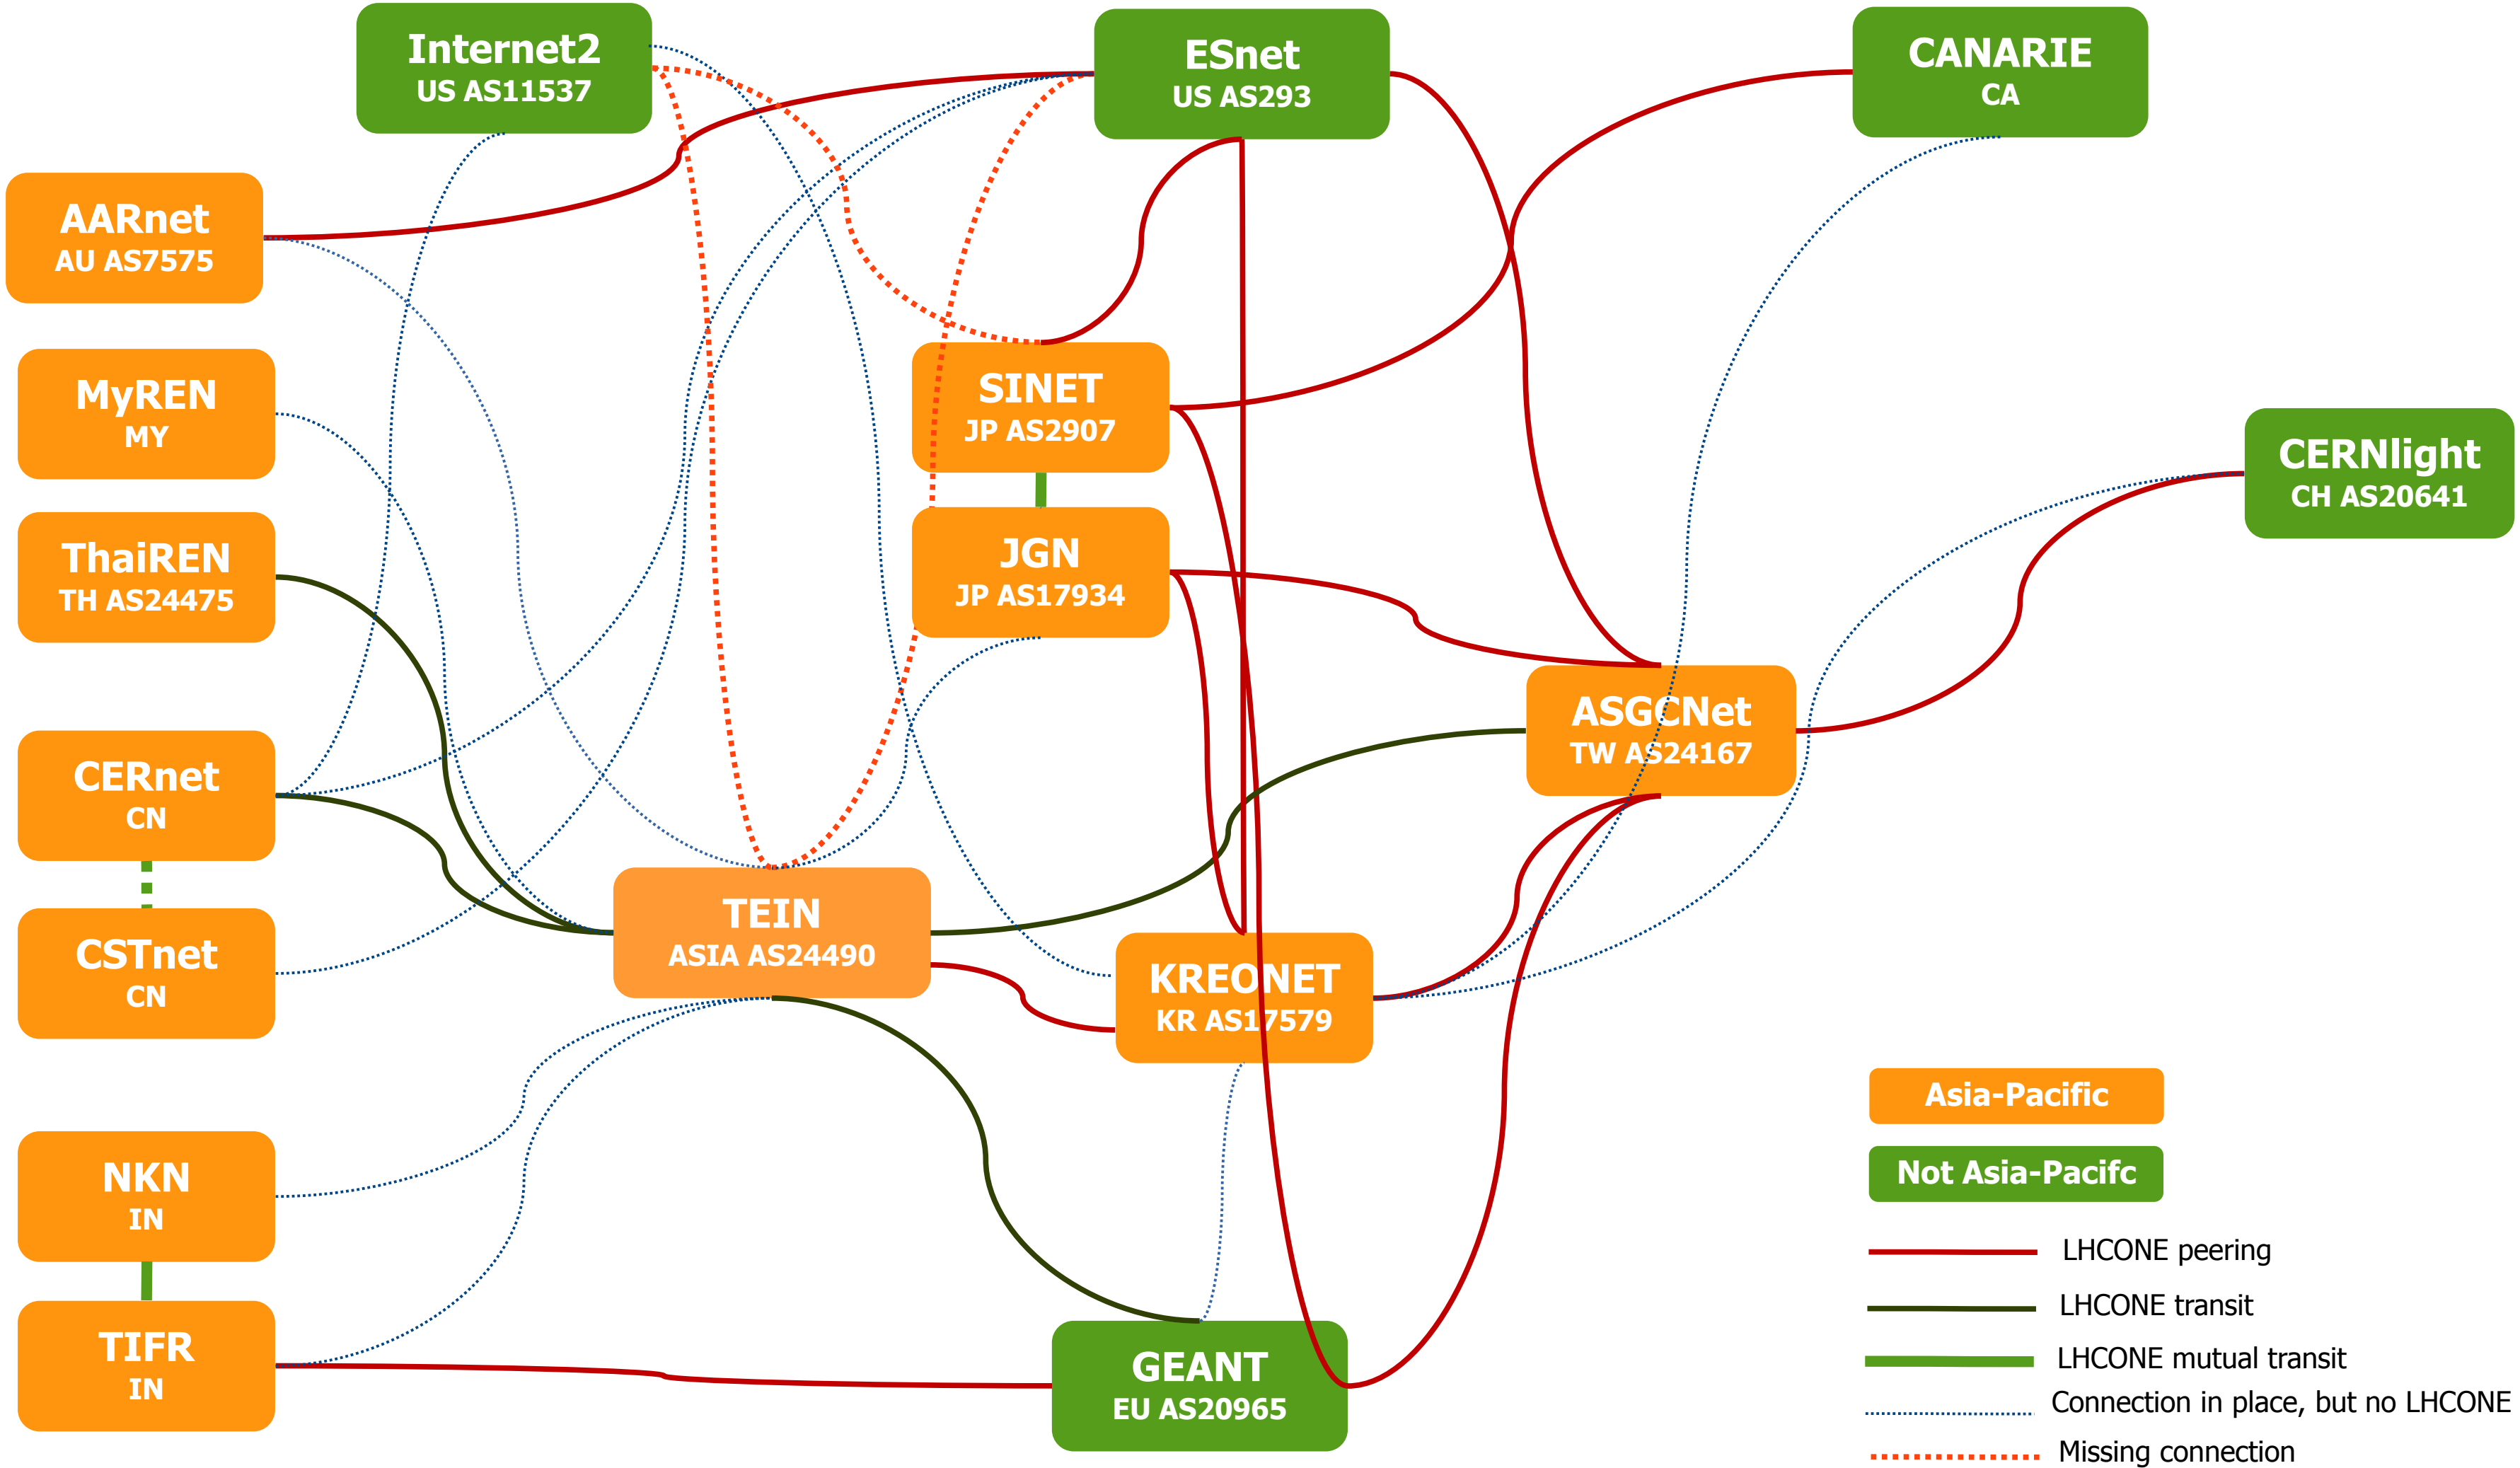 Internet2
US AS11537
ESnet
US AS293
CANARIE
CA
AARnet
AU AS7575
MyREN
MY
SINET
JP AS2907
CERNlight
CH AS20641
ThaiREN
TH AS24475
JGN
JP AS17934
ASGCNet
TW AS24167
CERnet
CN
TEIN
ASIA AS24490
CSTnet
CN
KREONET
KR AS17579
NKN
IN
TIFR
IN
GEANT
EU AS20965
Asia-Pacific
Not Asia-Pacifc
LHCONE peering
LHCONE transit
LHCONE mutual transit
Connection in place, but no LHCONE
Missing connection